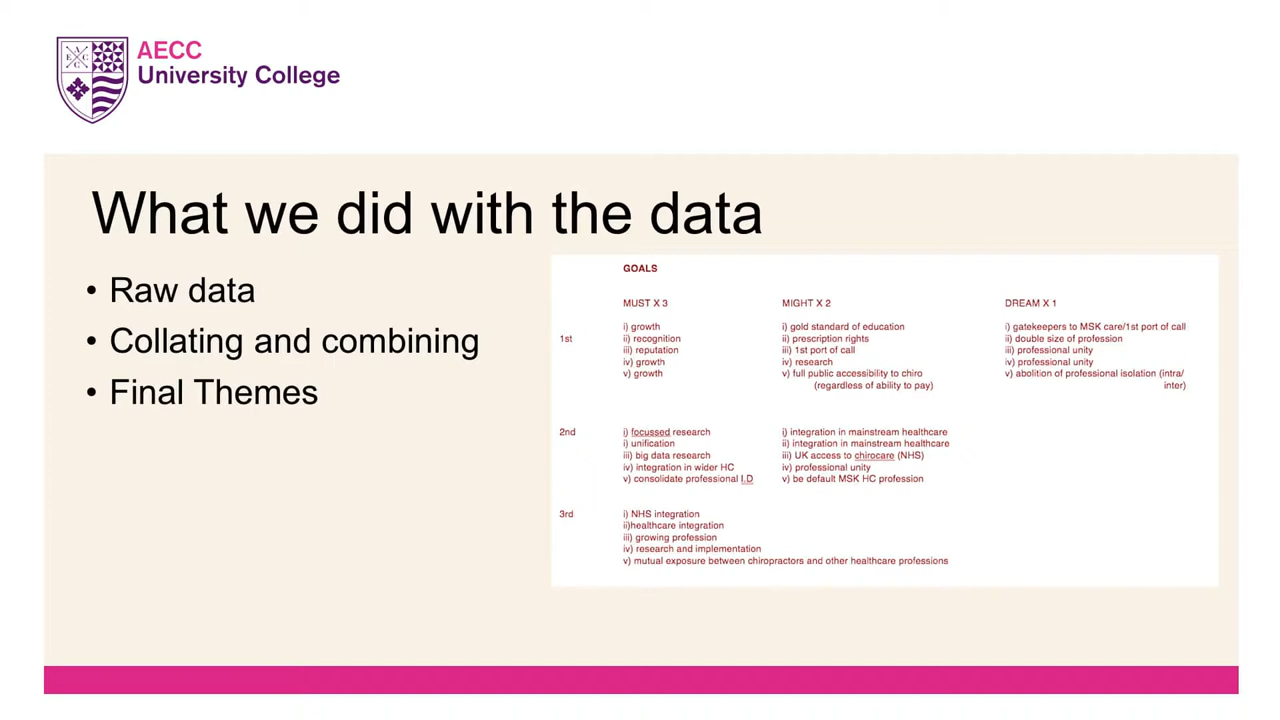 AECC
University College
What we did with the data
• Raw data
• Collating and combining
• Final Themes
GOALS
MUST X 3
MIGHT X 2
DREAM X 1
1st
i) growth
ii) recognition
iii) reputation
iv) growth
v) growth
i) gold standard of education
ii) prescription rights
iii) 1st port of call
iv) research
v) full public accessibility to chiro
(regardless of ability to pay)
i) gatekeepers to MSK care/1st port of call
ii) double size of profession
iii) professional unity
iv) professional unity
v) abolition of professional isolation (intra/
inter)
2nd
i) focussed research
i) unification
iii) big data research
iv) integration in wider HC
v) consolidate professional I.D
i) integration in mainstream healthcare
ii) integration in mainstream healthcare
iii) UK access to chirocare (NHS)
iv) professional unity
v) be default MSK HC profession
3rd
i) NHS integration
ii)healthcare integration
iii) growing profession
iv) research and implementation
v) mutual exposure between chiropractors and other healthcare professions